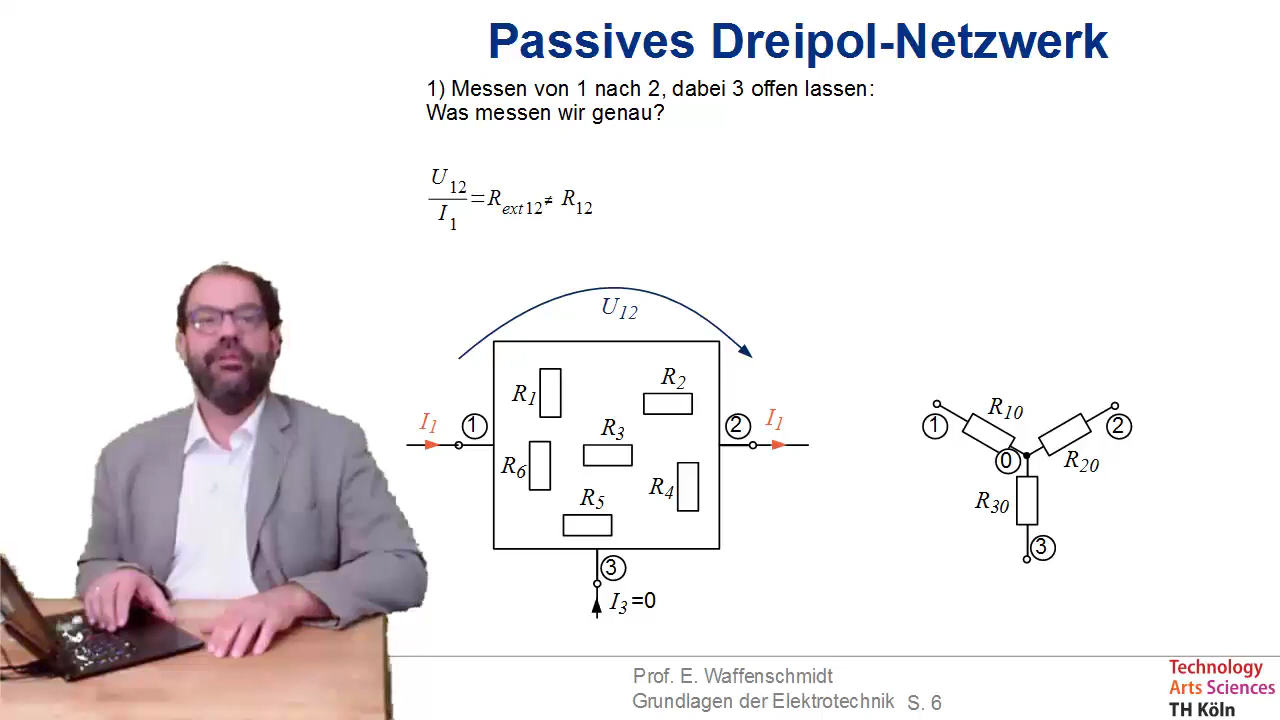 Passives Dreipol-Netzwerk
1) Messen von 1 nach 2, dabei 3 offen lassen:
Was messen wir genau?
U12/I1=Rext12≠ R12
U12
R1
R2
I1
1
R3
2
I1
R6
R4
R5
3
I3=0
1
R10
2
0
R20
R30
3
Prof. E. Waffenschmidt
Grundlagen der Elektrotechnik S. 6
Technology
Arts Sciences
TH Köln